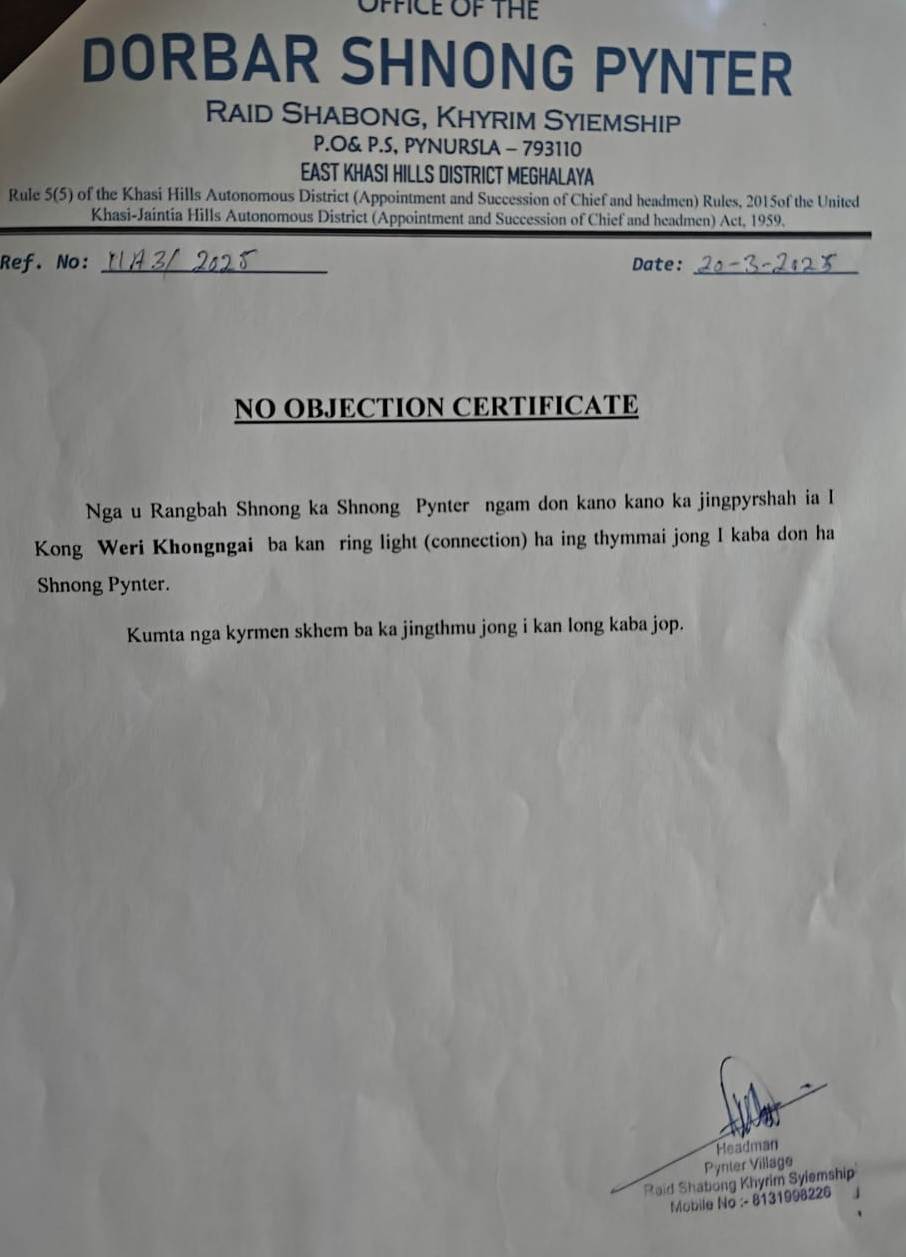 OFFICE OF THE
DORBAR SHNONG PYNTER
RAID SHABONG, KHYRIM SYIEMSHIP
P.O& P.S, PYNURSLA – 793110
EAST KHASI HILLS DISTRICT MEGHALAYA
Rule 5(5) of the Khasi Hills Autonomous District (Appointment and Succession of Chief and headmen) Rules, 2015of the United
Khasi-Jaintia Hills Autonomous District (Appointment and Succession of Chief and headmen) Act, 1959.
Ref. No: 2025 Date: 20-3-2025
NO OBJECTION CERTIFICATE
Nga u Rangbah Shnong ka Shnong Pynter ngam don kano kano ka jingpyrshah ia I
Kong Weri Khongngai ba kan ring light (connection) ha ing thymmai jong I kaba don ha
Shnong Pynter.
Kumta nga kyrmen skhem ba ka jingthmu jong i kan long kaba jop.
Headman
Pynter Village
Raid Shabong Khyrim Syiemship
Mobile No :- 8131998226